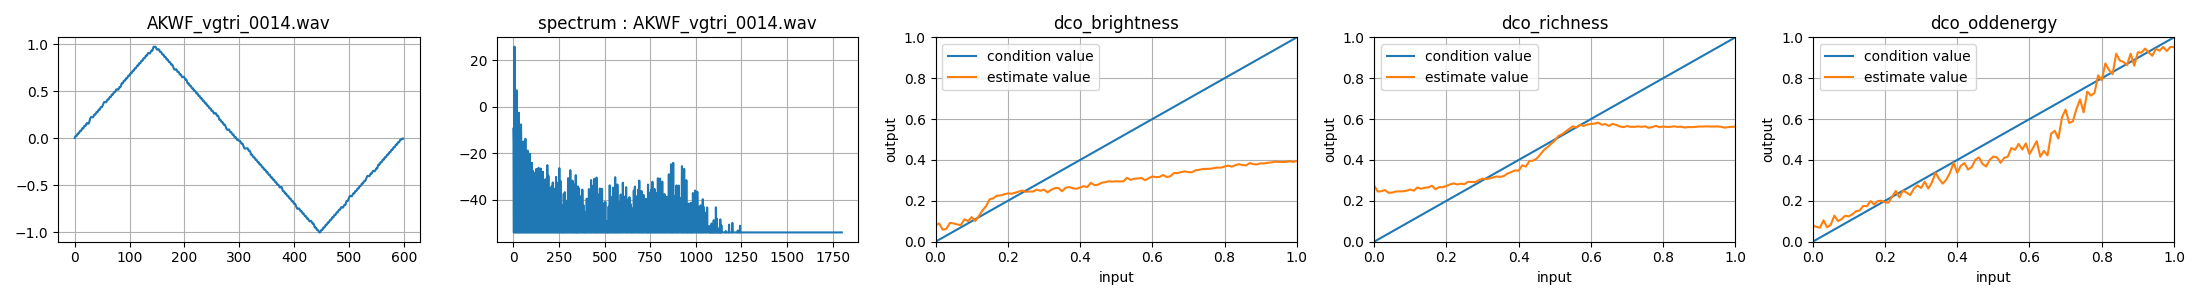 AKWF_vgtri_0014.wav
1.0
0.5
0.0
−0.5
−1.0
0 100 200 300 400 500 600
spectrum : AKWF_vgtri_0014.wav
20
0
−20
−40
0 250 500 750 1000 1250 1500 1750
dco_brightness
condition value
estimate value
output
1.0
0.8
0.6
0.4
0.2
0.0
0.0 0.2 0.4 0.6 0.8 1.0
input
dco_richness
condition value
estimate value
output
1.0
0.8
0.6
0.4
0.2
0.0
0.0 0.2 0.4 0.6 0.8 1.0
input
dco_oddenergy
condition value
estimate value
output
1.0
0.8
0.6
0.4
0.2
0.0
0.0 0.2 0.4 0.6 0.8 1.0
input